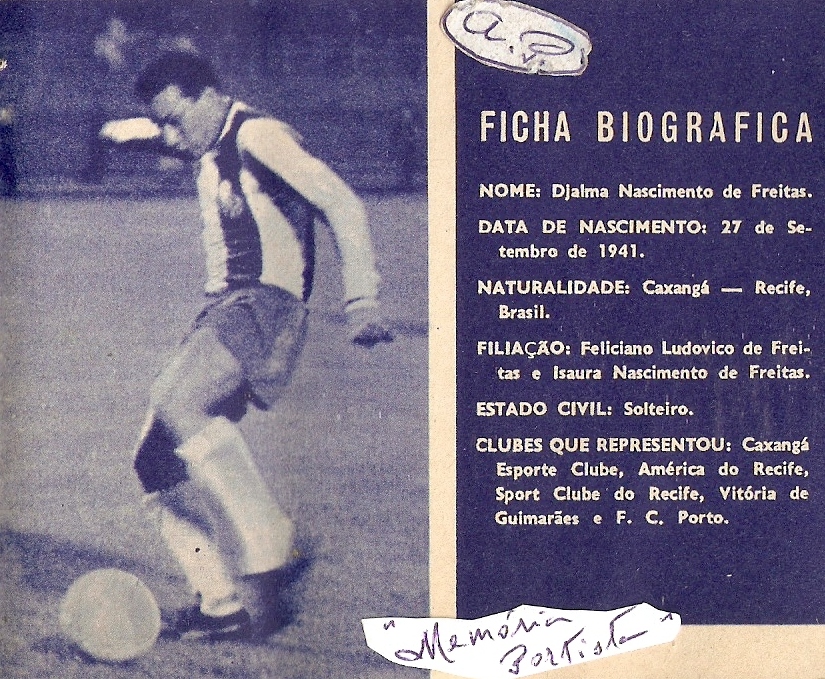 A. P.
FICHA BIOGRAFICA
NOME: Djalma Nascimento de Freitas.
DATA DE NASCIMENTO: 27 de Se-
tembro de 1941.
NATURALIDADE: Caxangá — Recife,
Brasil.
FILIAÇÃO: Feliciano Ludovico de Frei-
tas e Isaura Nascimento de Freitas.
ESTADO CIVIL: Solteiro.
CLUBES QUE REPRESENTOU: Caxangá
Esporte Clube, América do Recife,
Sport Clube do Recife, Vitória de
Guimarães e F. C. Porto.
"Memória
Portista"